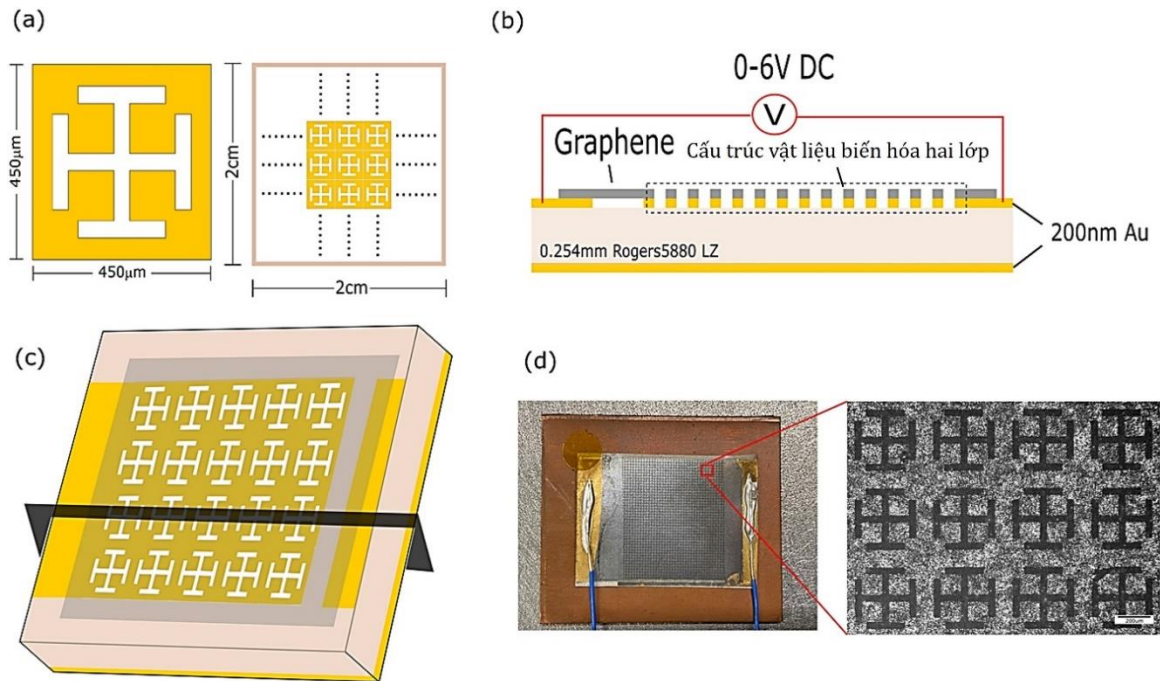 (a)
450μm
450μm
2cm
2cm
(b)
0-6V DC
V
Graphene
Cấu trúc vật liệu biến hóa hai lớp
200nm Au
0.254mm Rogers5880 LZ
(c)
(d)
200um